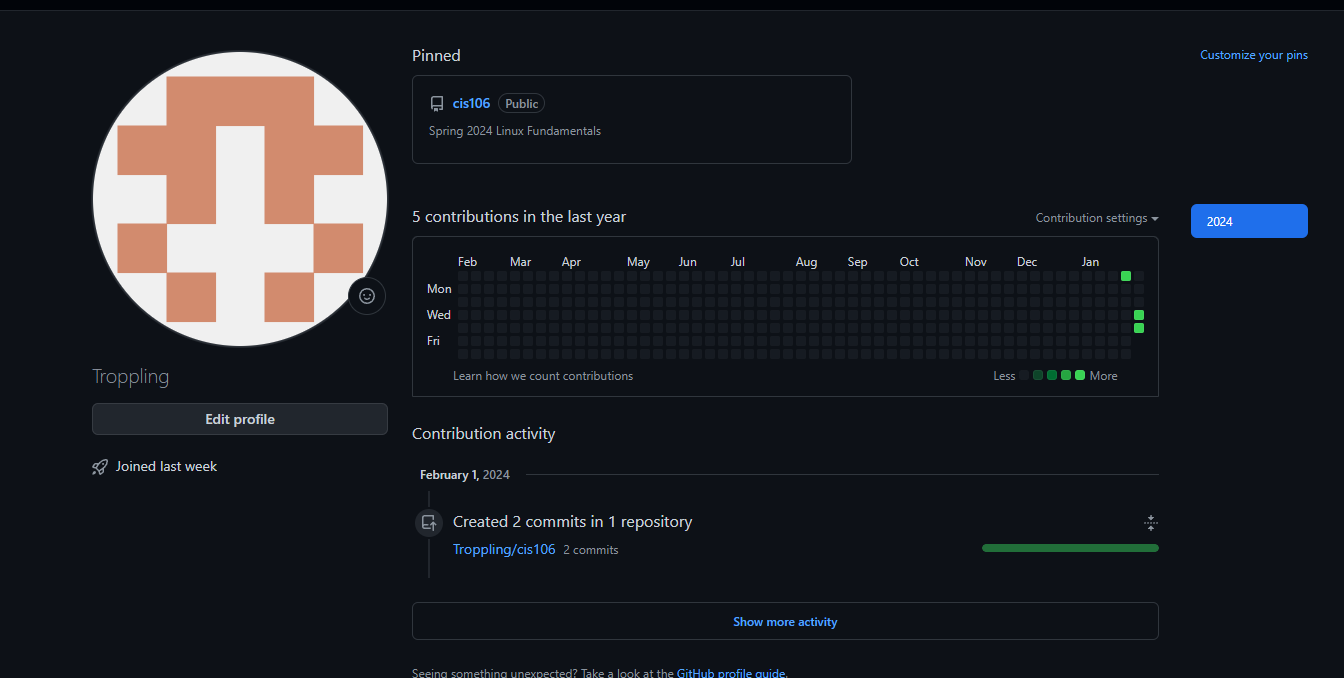 Pinned
Customize your pins
cis106 Public
Spring 2024 Linux Fundamentals
5 contributions in the last year
Contribution settings
2024
Feb Mar Apr May Jun Jul Aug Sep Oct Nov Dec Jan
Mon
Wed
Fri
Learn how we count contributions
Less More
Troppling
Edit profile
Joined last week
Contribution activity
February 1, 2024
Created 2 commits in 1 repository
Troppling/cis106 2 commits
Show more activity
Seeing something unexpected? Take a look at the GitHub profile guide.